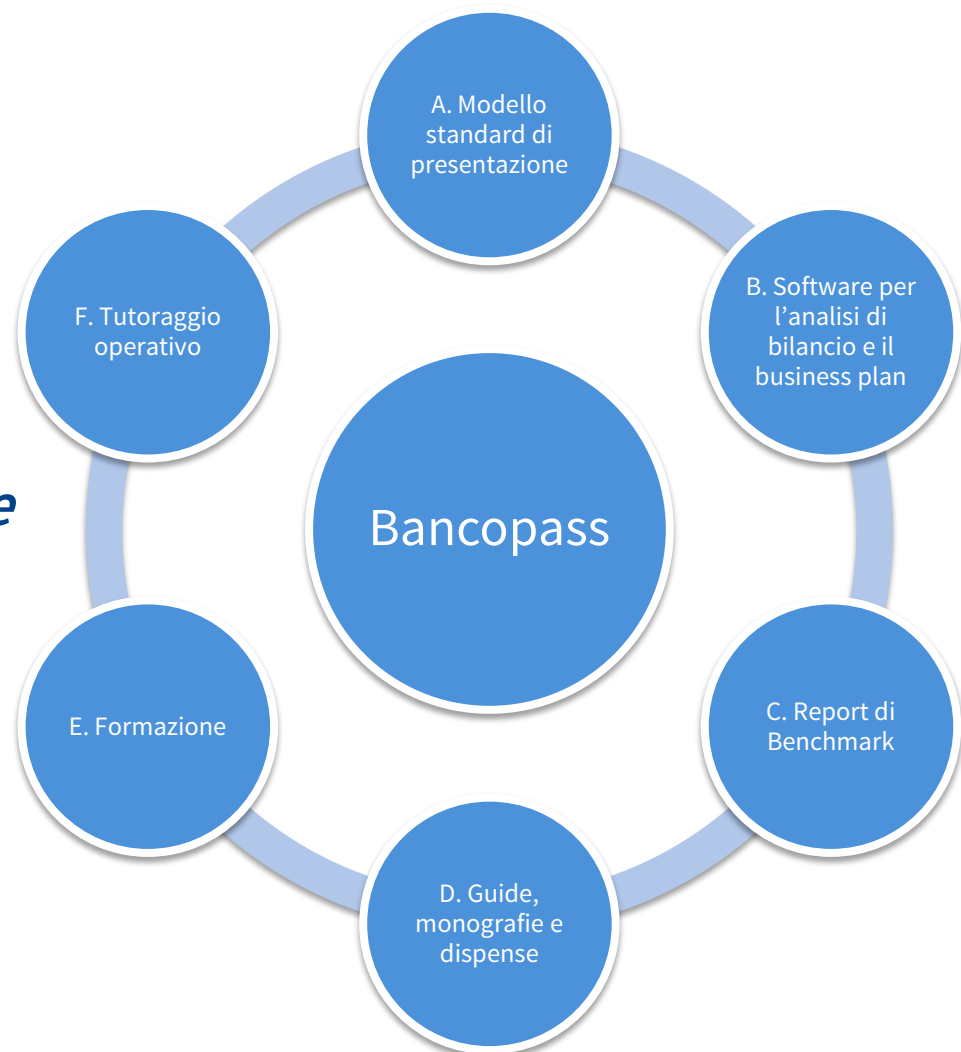 A. Modello
standard di
presentazione
B. Software per
l'analisi di
bilancio e il
business plan
C. Report di
Benchmark
D. Guide,
monografie e
dispense
E. Formazione
F. Tutoraggio
operativo
Bancopass
e